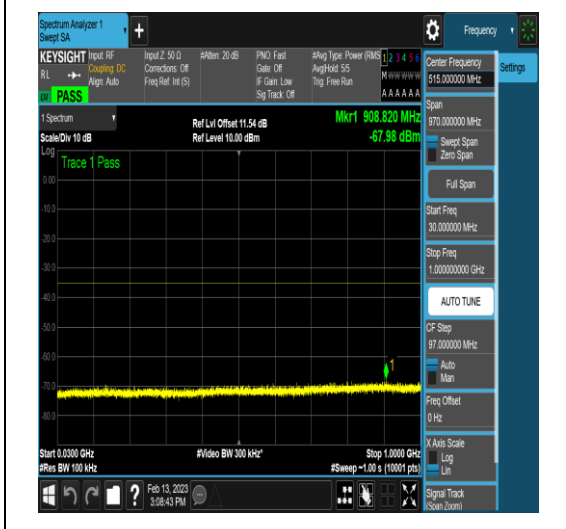 Spectrum Analyzer 1
Swept SA
Frequency
KEYSIGHT
RL
Input: RF
Coupling: DC
Align: Auto
Input Z: 50 Ω
Corrections: Off
Freq Ref: Int (S)
#Atten: 20 dB
PNO: Fast
Gate: Off
IF Gain: Low
Sig Track: Off
#Avg Type: Power (RMS
Avg|Hold: 5/5
Trig: Free Run
1 2 3 4 5 6
M W W W W W
A A A A A A
PASS
1 Spectrum
Scale/Div 10 dB
Ref Lvl Offset 11.54 dB
Ref Level 10.00 dBm
Mkr1 908.820 MHz
-67.98 dBm
Log
Trace 1 Pass
0.00
-10.0
-20.0
-30.0
-40.0
-50.0
-60.0
-70.0
-80.0
1
Start 0.0300 GHz
#Res BW 100 kHz
#Video BW 300 kHz*
Stop 1.0000 GHz
#Sweep ~1.00 s (10001 pts)
Feb 13, 2023
3:08:43 PM
Center Frequency
515.000000 MHz
Settings
Span
970.000000 MHz
Swept Span
Zero Span
Full Span
Start Freq
30.000000 MHz
Stop Freq
1.000000000 GHz
AUTO TUNE
CF Step
97.000000 MHz
Auto
Man
Freq Offset
0 Hz
X Axis Scale
Log
Lin
Signal Track
(Span Zoom)